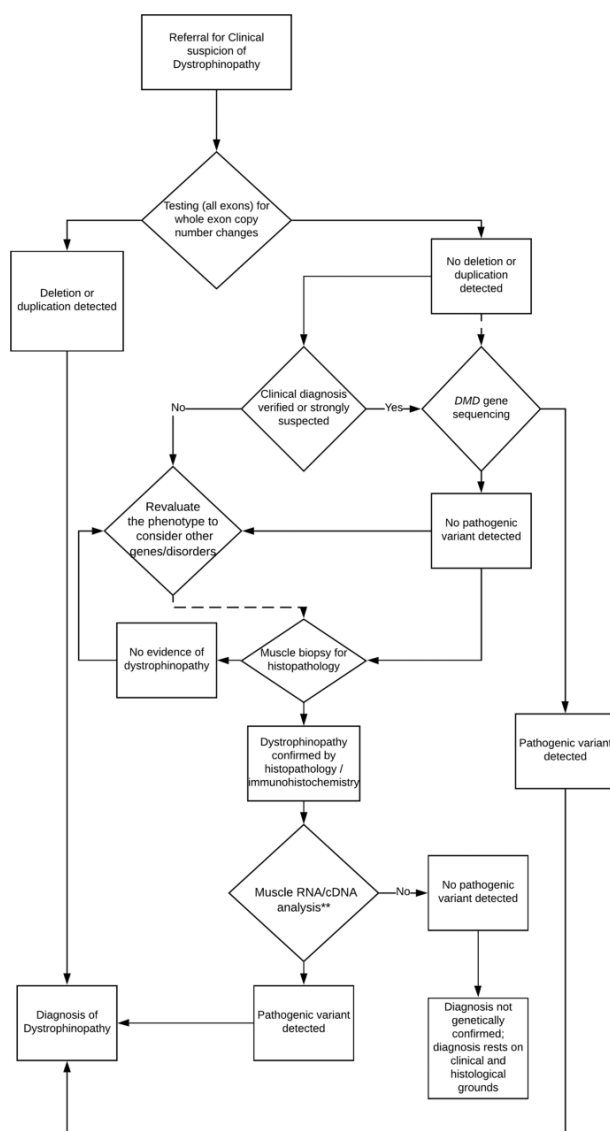 Referral for Clinical
suspicion of
Dystrophinopathy
Testing (all exons) for
whole exon copy
number changes
Deletion or
duplication detected
No deletion or
duplication
detected
Clinical diagnosis
verified or strongly
suspected
No
Yes
DMD gene
sequencing
Revaluate
the phenotype to
consider other
genes/disorders
No pathogenic
variant detected
No evidence of
dystrophinopathy
Muscle biopsy for
histopathology
Dystrophinopathy
confirmed by
histopathology /
immunohistochemistry
Pathogenic variant
detected
Muscle RNA/cDNA
analysis**
No
No pathogenic
variant detected
Diagnosis of
Dystrophinopathy
Pathogenic variant
detected
Diagnosis not
genetically
confirmed;
diagnosis rests on
clinical and
histological
grounds